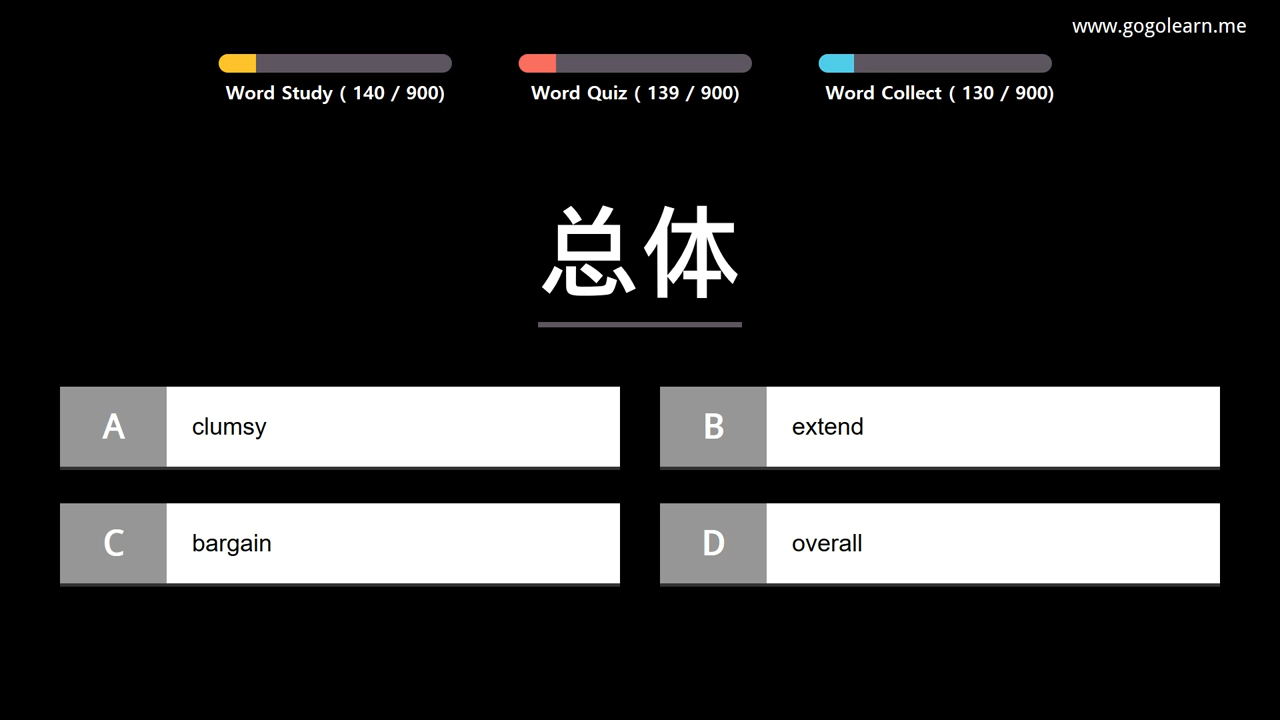 www.gogolearn.me
Word Study ( 140 / 900)
Word Quiz ( 139 / 900)
Word Collect ( 130 / 900)
总体
A clumsy
B extend
C bargain
D overall